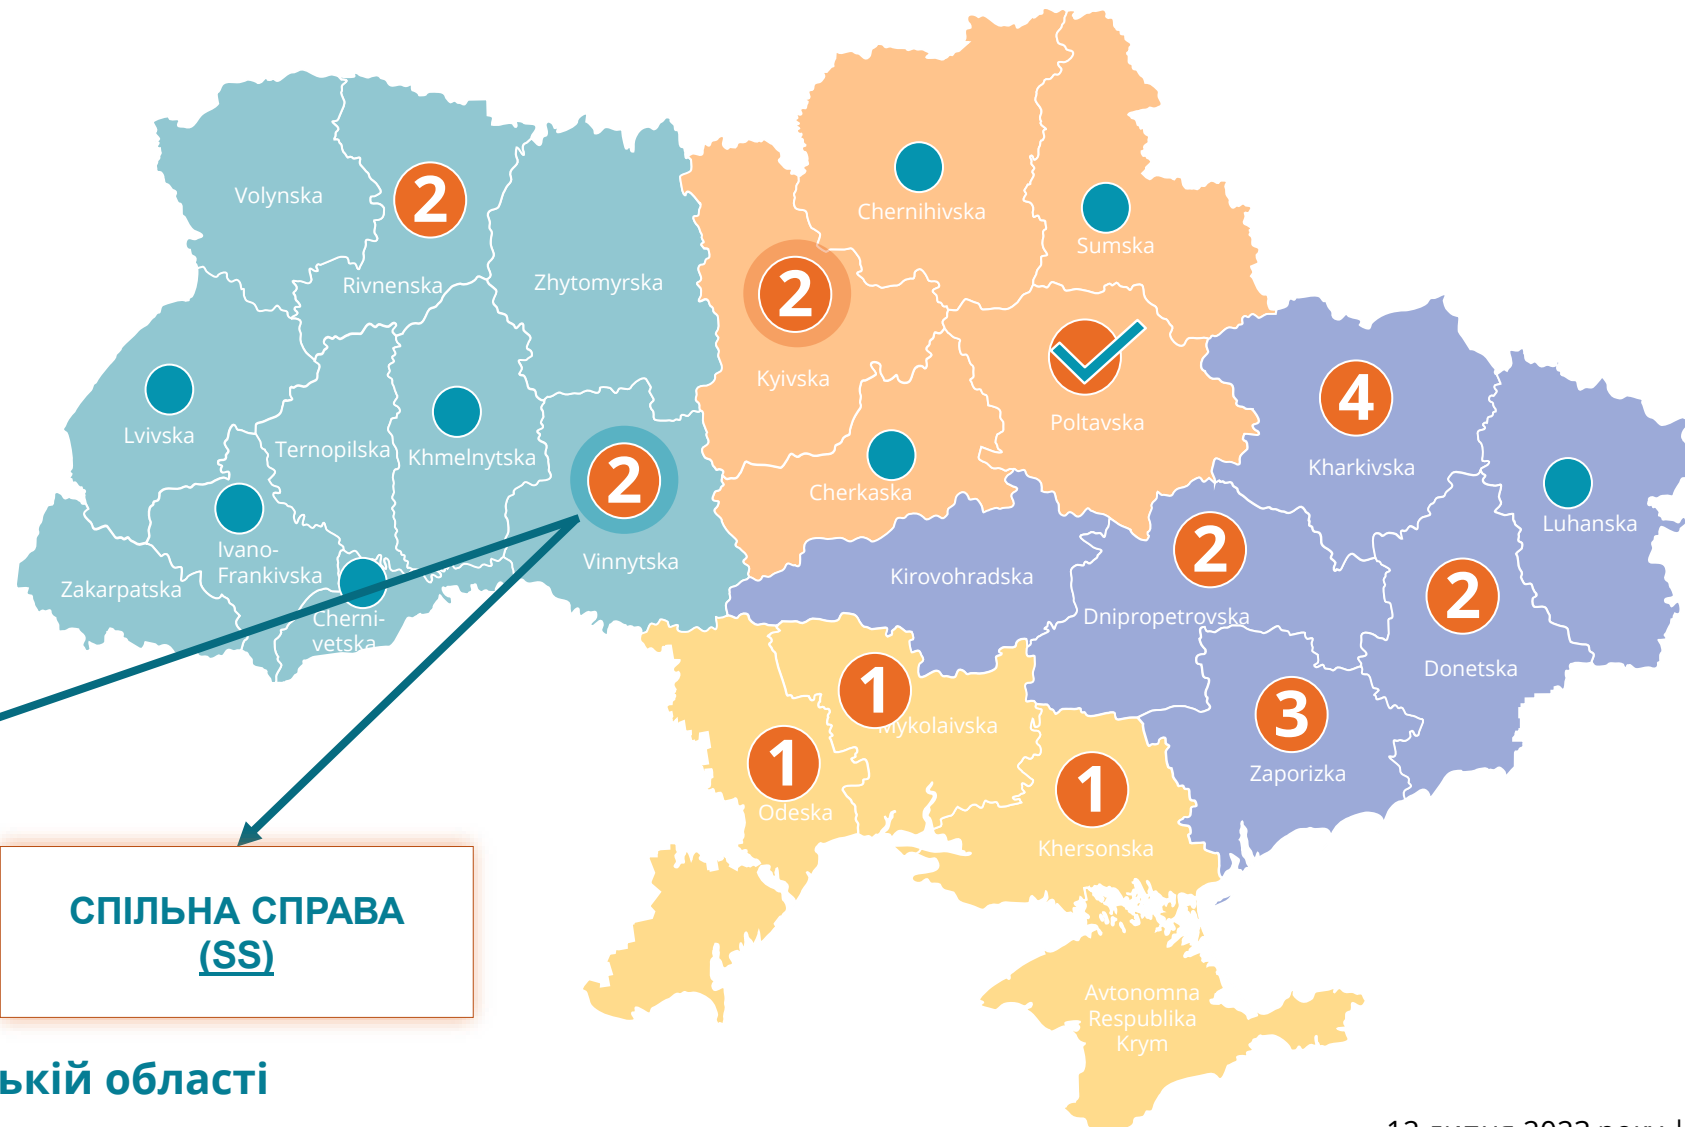 Volynska
2
Rivnenska
Zhytomyrska
Chernihivska
Sumska
2
Kyivska
Poltavska
4
Kharkivska
Lvivska
Ternopilska
Khmelnytska
2
Vinnytska
Cherkaska
Luhanska
Ivano-
Frankivska
Zakarpatska
Cherni-
vetska
Kirovohradska
2
Dnipropetrovska
2
Donetska
1
Mykolaivska
3
Zaporizka
1
Odeska
1
Khersonska
СПІЛЬНА СПРАВА
(SS)
Avtonomna
Respublika
Krym
ькій області